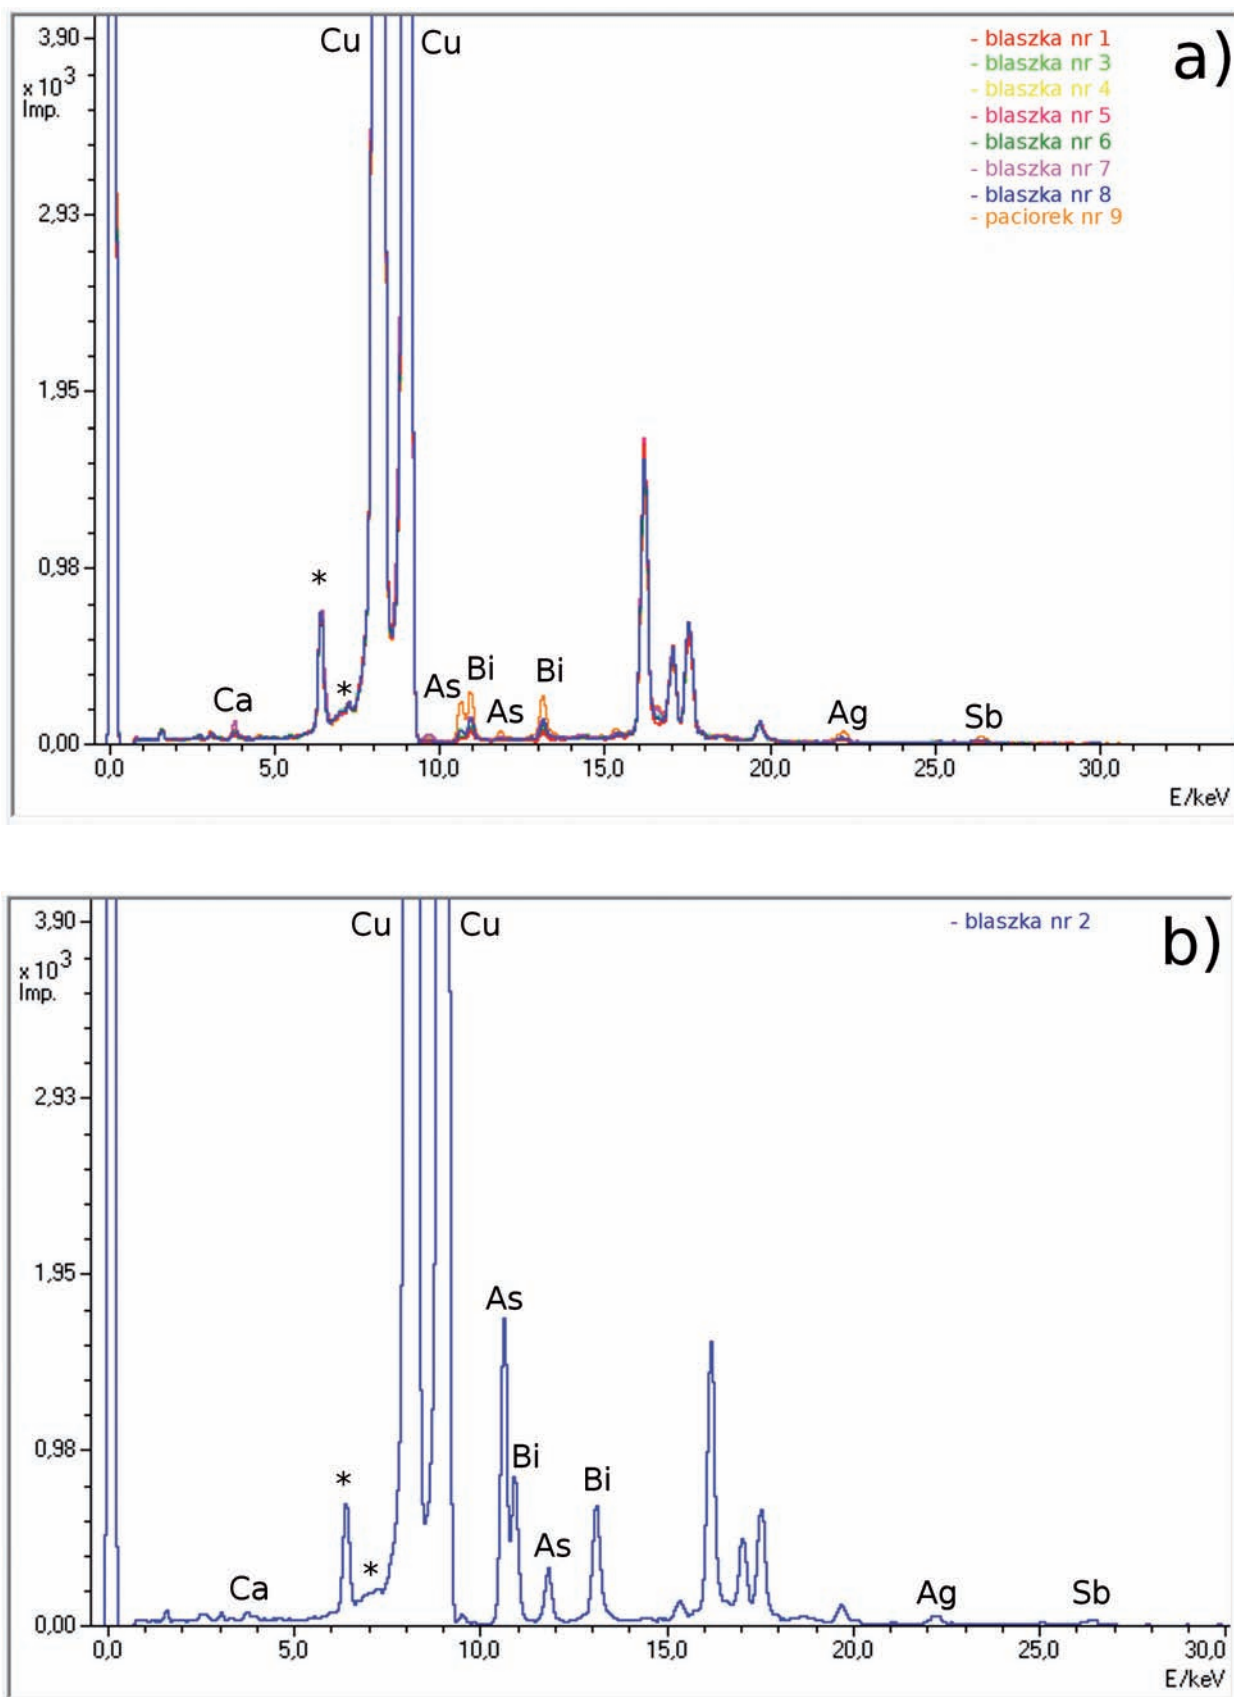 a)
Cu Cu
- blaszka nr 1
- blaszka nr 3
- blaszka nr 4
- blaszka nr 5
- blaszka nr 6
- blaszka nr 7
- blaszka nr 8
- paciorek nr 9
3,90
x 10³
Imp.
2,93
1,95
0,98
0,00
*
*
Ca
As
Bi
As
Bi
Ag
Sb
0,0 5,0 10,0 15,0 20,0 25,0 30,0
E/keV
b)
Cu Cu
- blaszka nr 2
3,90
x 10³
Imp.
2,93
1,95
0,98
0,00
*
*
Ca
As
Bi
As
Bi
Ag
Sb
0,0 5,0 10,0 15,0 20,0 25,0 30,0
E/keV